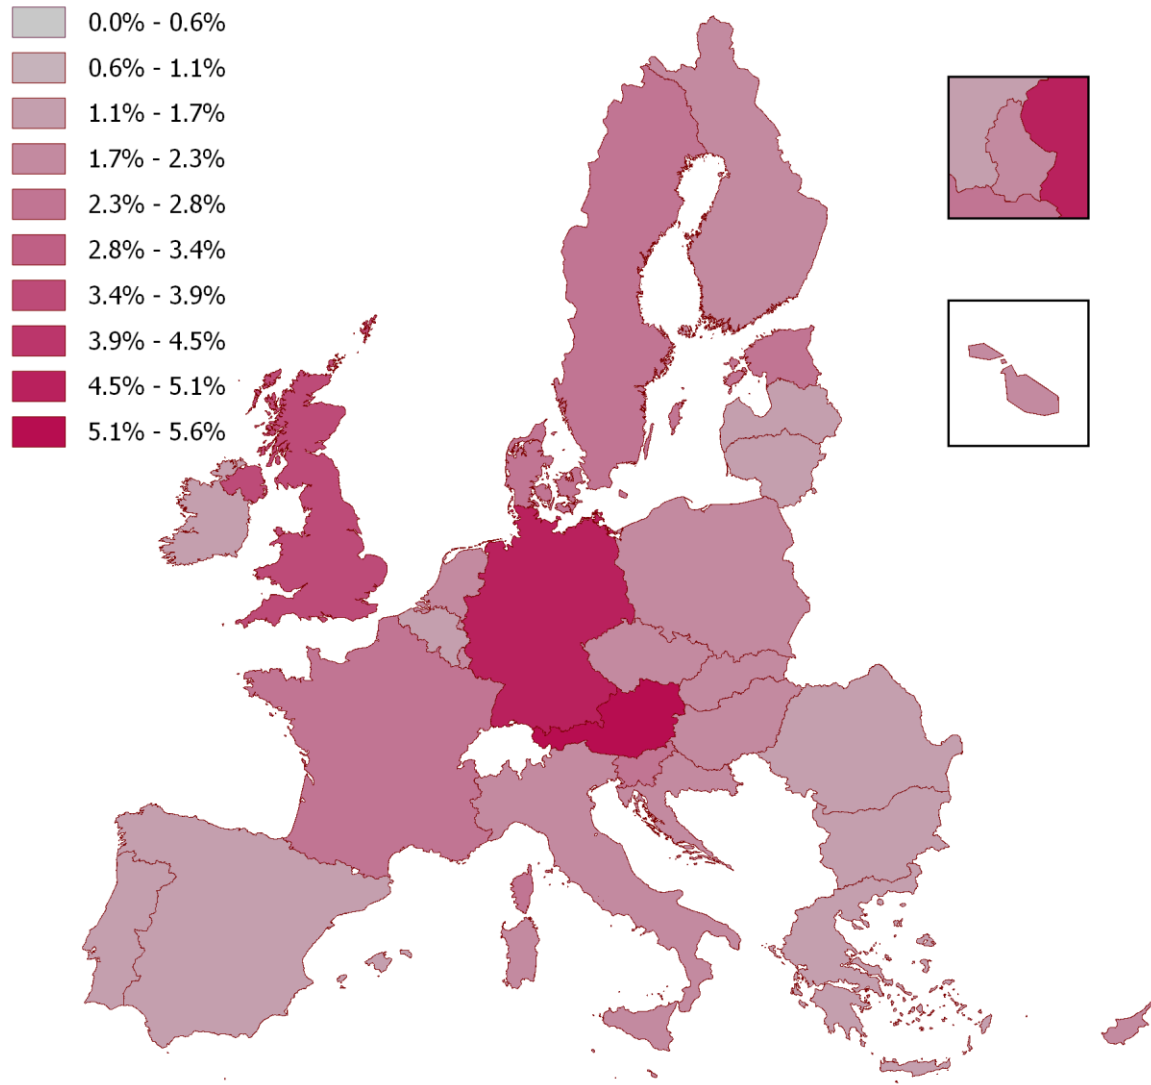 0.0% - 0.6%
0.6% - 1.1%
1.1% - 1.7%
1.7% - 2.3%
2.3% - 2.8%
2.8% - 3.4%
3.4% - 3.9%
3.9% - 4.5%
4.5% - 5.1%
5.1% - 5.6%